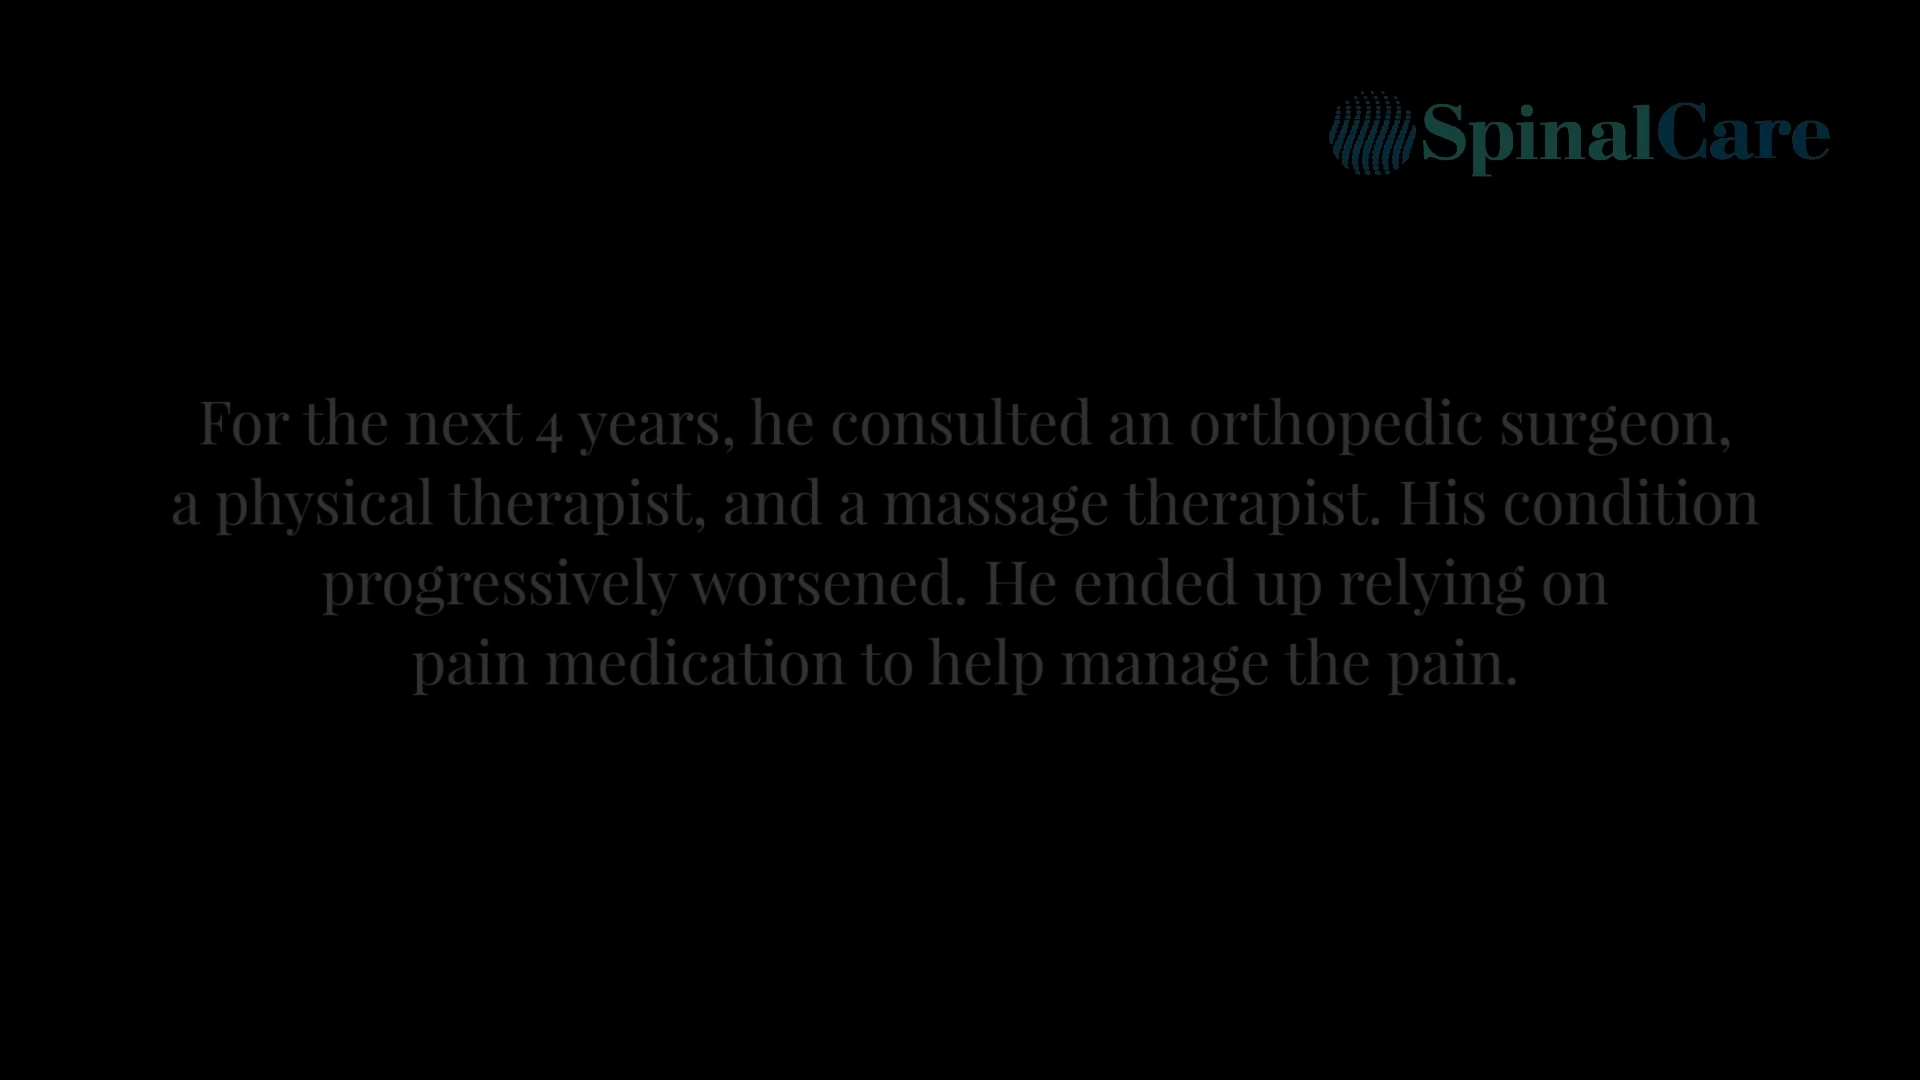 SpinalCare
For the next 4 years, he consulted an orthopedic surgeon,
a physical therapist, and a massage therapist. His condition
progressively worsened. He ended up relying on
pain medication to help manage the pain.